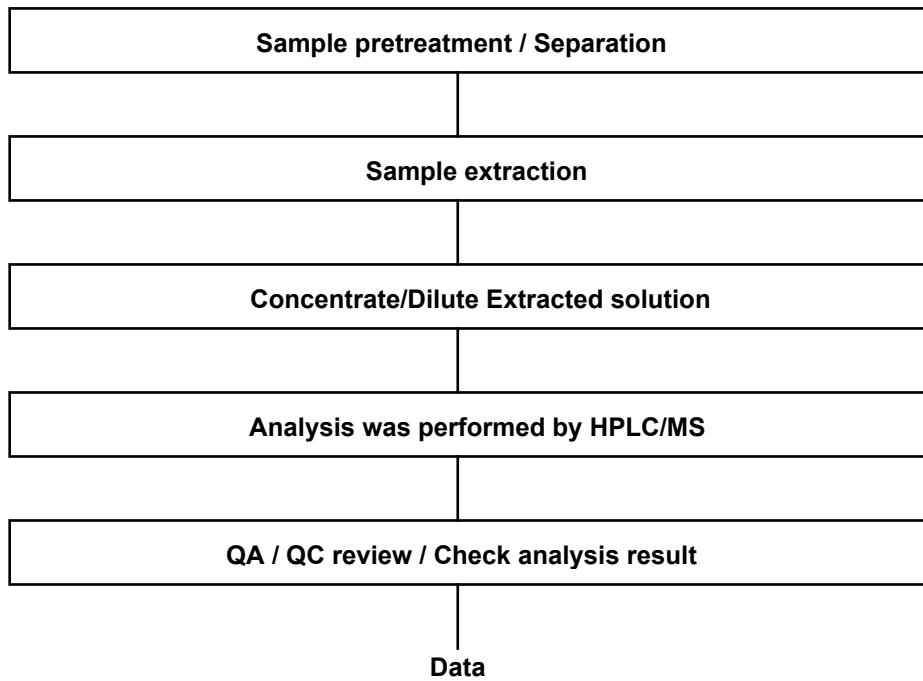 Sample pretreatment / Separation
Sample extraction
Concentrate/Dilute Extracted solution
Analysis was performed by HPLC/MS
QA / QC review / Check analysis result
Data